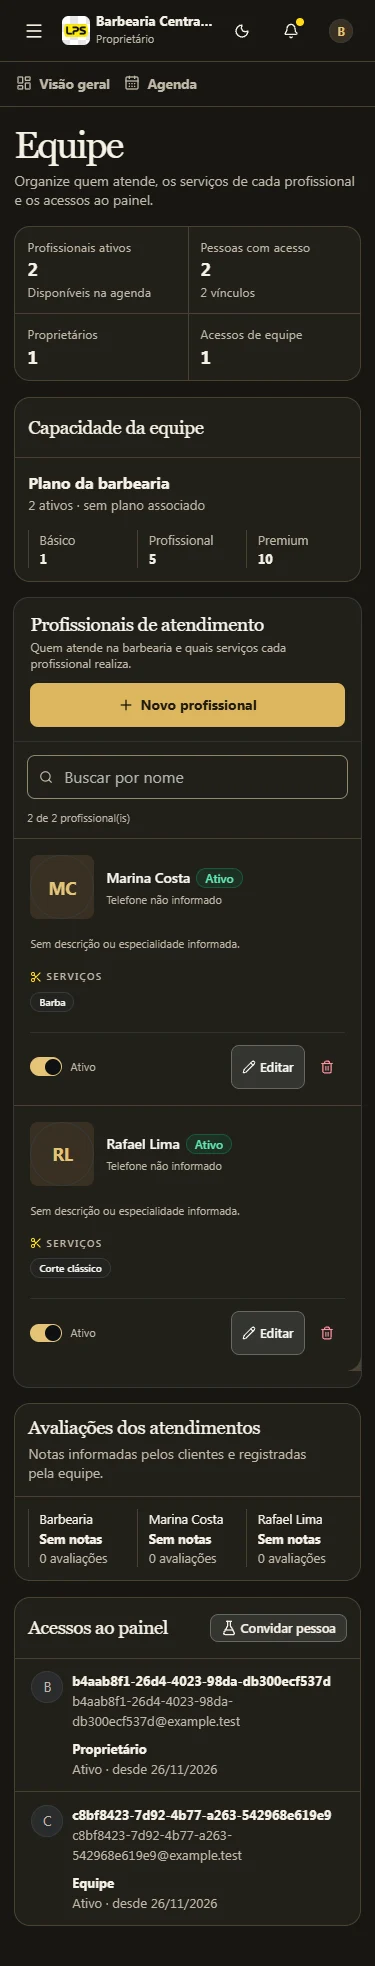 LPS
Barbearia Centra...
Proprietário
B
Visão geral
Agenda
Equipe
Organize quem atende, os serviços de cada profissional
e os acessos ao painel.
Profissionais ativos
2
Disponíveis na agenda
Pessoas com acesso
2
2 vínculos
Proprietários
1
Acessos de equipe
1
Capacidade da equipe
Plano da barbearia
2 ativos · sem plano associado
Básico
1
Profissional
5
Premium
10
Profissionais de atendimento
Quem atende na barbearia e quais serviços cada
profissional realiza.
+ Novo profissional
Buscar por nome
2 de 2 profissional(is)
MC
Marina Costa
Ativo
Telefone não informado
Sem descrição ou especialidade informada.
SERVIÇOS
Barba
Ativo
Editar
RL
Rafael Lima
Ativo
Telefone não informado
Sem descrição ou especialidade informada.
SERVIÇOS
Corte clássico
Ativo
Editar
Avaliações dos atendimentos
Notas informadas pelos clientes e registradas
pela equipe.
Barbearia
Sem notas
0 avaliações
Marina Costa
Sem notas
0 avaliações
Rafael Lima
Sem notas
0 avaliações
Acessos ao painel
Convidar pessoa
B
b4aab8f1-26d4-4023-98da-db300ecf537d
b4aab8f1-26d4-4023-98da-
db300ecf537d@example.test
Proprietário
Ativo · desde 26/11/2026
C
c8bf8423-7d92-4b77-a263-542968e619e9
c8bf8423-7d92-4b77-a263-
542968e619e9@example.test
Equipe
Ativo · desde 26/11/2026